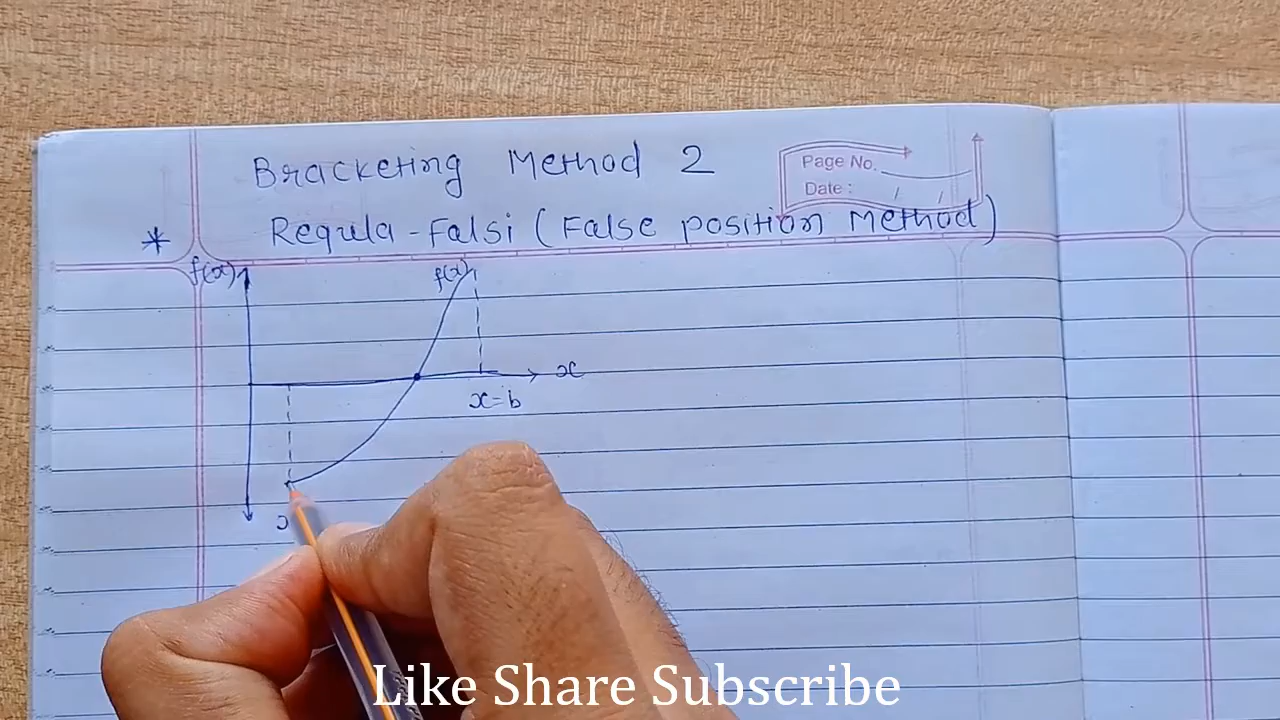 Bracketing Method 2
Page No.
Date :
* Regula-Falsi (False position Method)
f(x)
f(x)
x
x=b
Like Share Subscribe